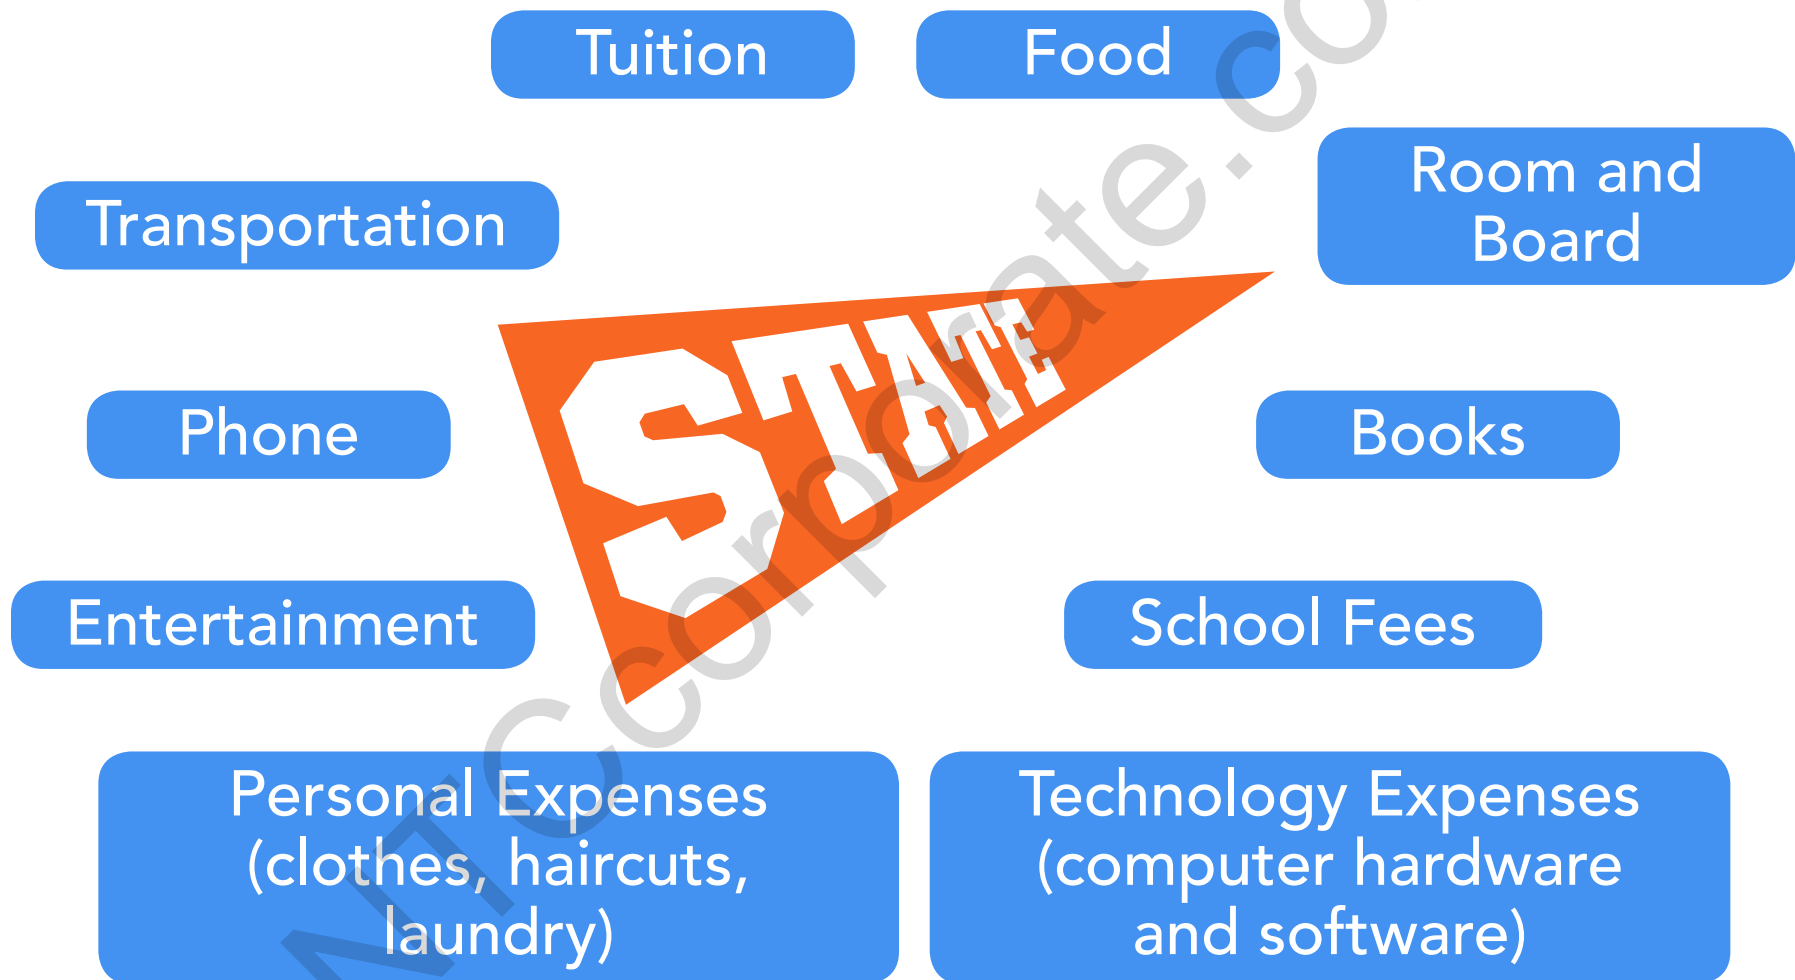 Tuition
Food
Room and
Board
Transportation
STATE
Phone
Books
Entertainment
School Fees
Personal Expenses
(clothes, haircuts,
laundry)
Technology Expenses
(computer hardware
and software)